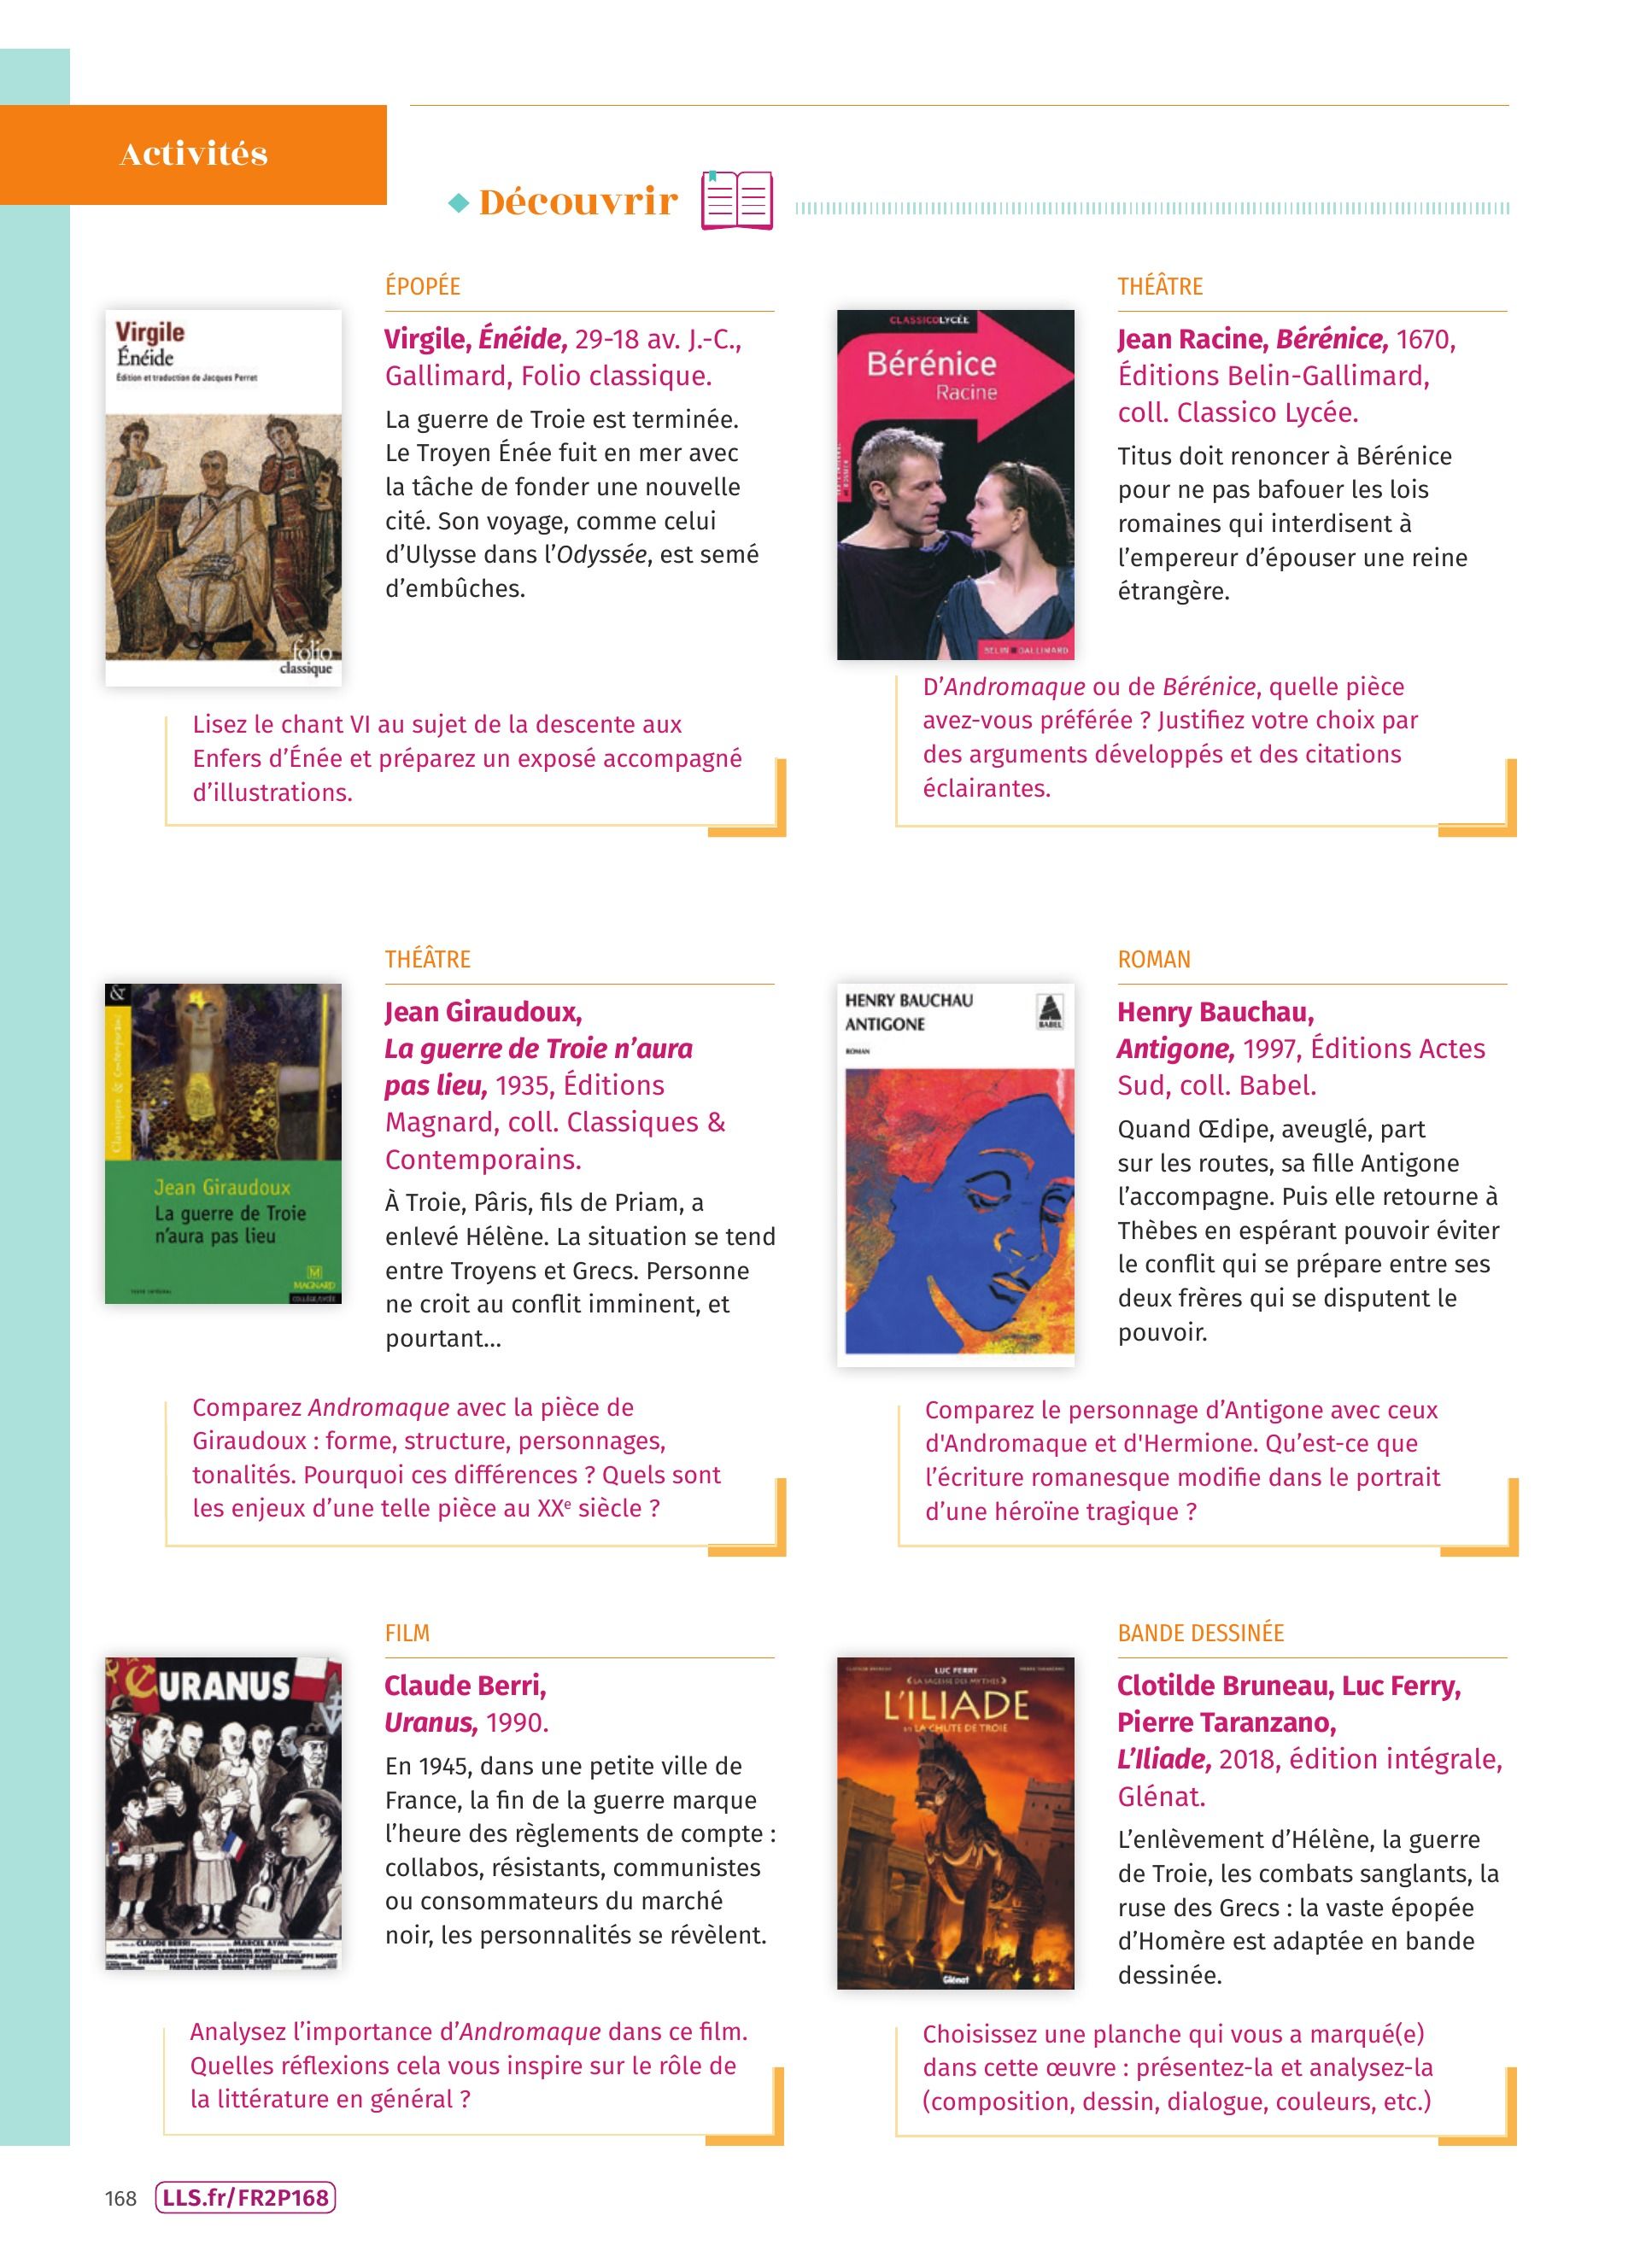 Activités
Découvrir
ÉPOPÉE
Virgile
Énéide
Édition et traduction de Jacques Perret
folio
classique
Virgile, Énéide, 29-18 av. J.-C.,
Gallimard, Folio classique.
La guerre de Troie est terminée.
Le Troyen Énée fuit en mer avec
la tâche de fonder une nouvelle
cité. Son voyage, comme celui
d’Ulysse dans l’Odyssée, est semé
d’embûches.
Lisez le chant VI au sujet de la descente aux
Enfers d’Énée et préparez un exposé accompagné
d’illustrations.
THÉÂTRE
CLASSICOLYCÉE
Bérénice
Racine
BELIN GALLIMARD
Jean Racine, Bérénice, 1670,
Éditions Belin-Gallimard,
coll. Classico Lycée.
Titus doit renoncer à Bérénice
pour ne pas bafouer les lois
romaines qui interdisent à
l’empereur d’épouser une reine
étrangère.
D’Andromaque ou de Bérénice, quelle pièce
avez-vous préférée ? Justifiez votre choix par
des arguments développés et des citations
éclairantes.
THÉÂTRE
&
Classiques & Contemporains
Jean Giraudoux
La guerre de Troie
n’aura pas lieu
M
MAGNARD
COLLÈGE/LYCÉE
Jean Giraudoux,
La guerre de Troie n’aura
pas lieu, 1935, Éditions
Magnard, coll. Classiques &
Contemporains.
À Troie, Pâris, fils de Priam, a
enlevé Hélène. La situation se tend
entre Troyens et Grecs. Personne
ne croit au conflit imminent, et
pourtant…
Comparez Andromaque avec la pièce de
Giraudoux : forme, structure, personnages,
tonalités. Pourquoi ces différences ? Quels sont
les enjeux d’une telle pièce au XXe siècle ?
ROMAN
HENRY BAUCHAU
ANTIGONE
BABEL
ROMAN
Henry Bauchau,
Antigone, 1997, Éditions Actes
Sud, coll. Babel.
Quand Œdipe, aveuglé, part
sur les routes, sa fille Antigone
l’accompagne. Puis elle retourne à
Thèbes en espérant pouvoir éviter
le conflit qui se prépare entre ses
deux frères qui se disputent le
pouvoir.
Comparez le personnage d’Antigone avec ceux
d'Andromaque et d'Hermione. Qu’est-ce que
l’écriture romanesque modifie dans le portrait
d’une héroïne tragique ?
FILM
URANUS
CLAUDE BERRI
MARCEL AYMÉ
Claude Berri,
Uranus, 1990.
En 1945, dans une petite ville de
France, la fin de la guerre marque
l’heure des règlements de compte :
collabos, résistants, communistes
ou consommateurs du marché
noir, les personnalités se révèlent.
Analysez l’importance d’Andromaque dans ce film.
Quelles réflexions cela vous inspire sur le rôle de
la littérature en général ?
BANDE DESSINÉE
CLOTILDE BRUNEAU
LUC FERRY
PIERRE TARANZANO
LA SAGESSE DES MYTHES
L’ILIADE
ET LA CHUTE DE TROIE
Glénat
Clotilde Bruneau, Luc Ferry,
Pierre Taranzano,
L’Iliade, 2018, édition intégrale,
Glénat.
L’enlèvement d’Hélène, la guerre
de Troie, les combats sanglants, la
ruse des Grecs : la vaste épopée
d’Homère est adaptée en bande
dessinée.
Choisissez une planche qui vous a marqué(e)
dans cette œuvre : présentez-la et analysez-la
(composition, dessin, dialogue, couleurs, etc.)
168
LLS.fr/FR2P168